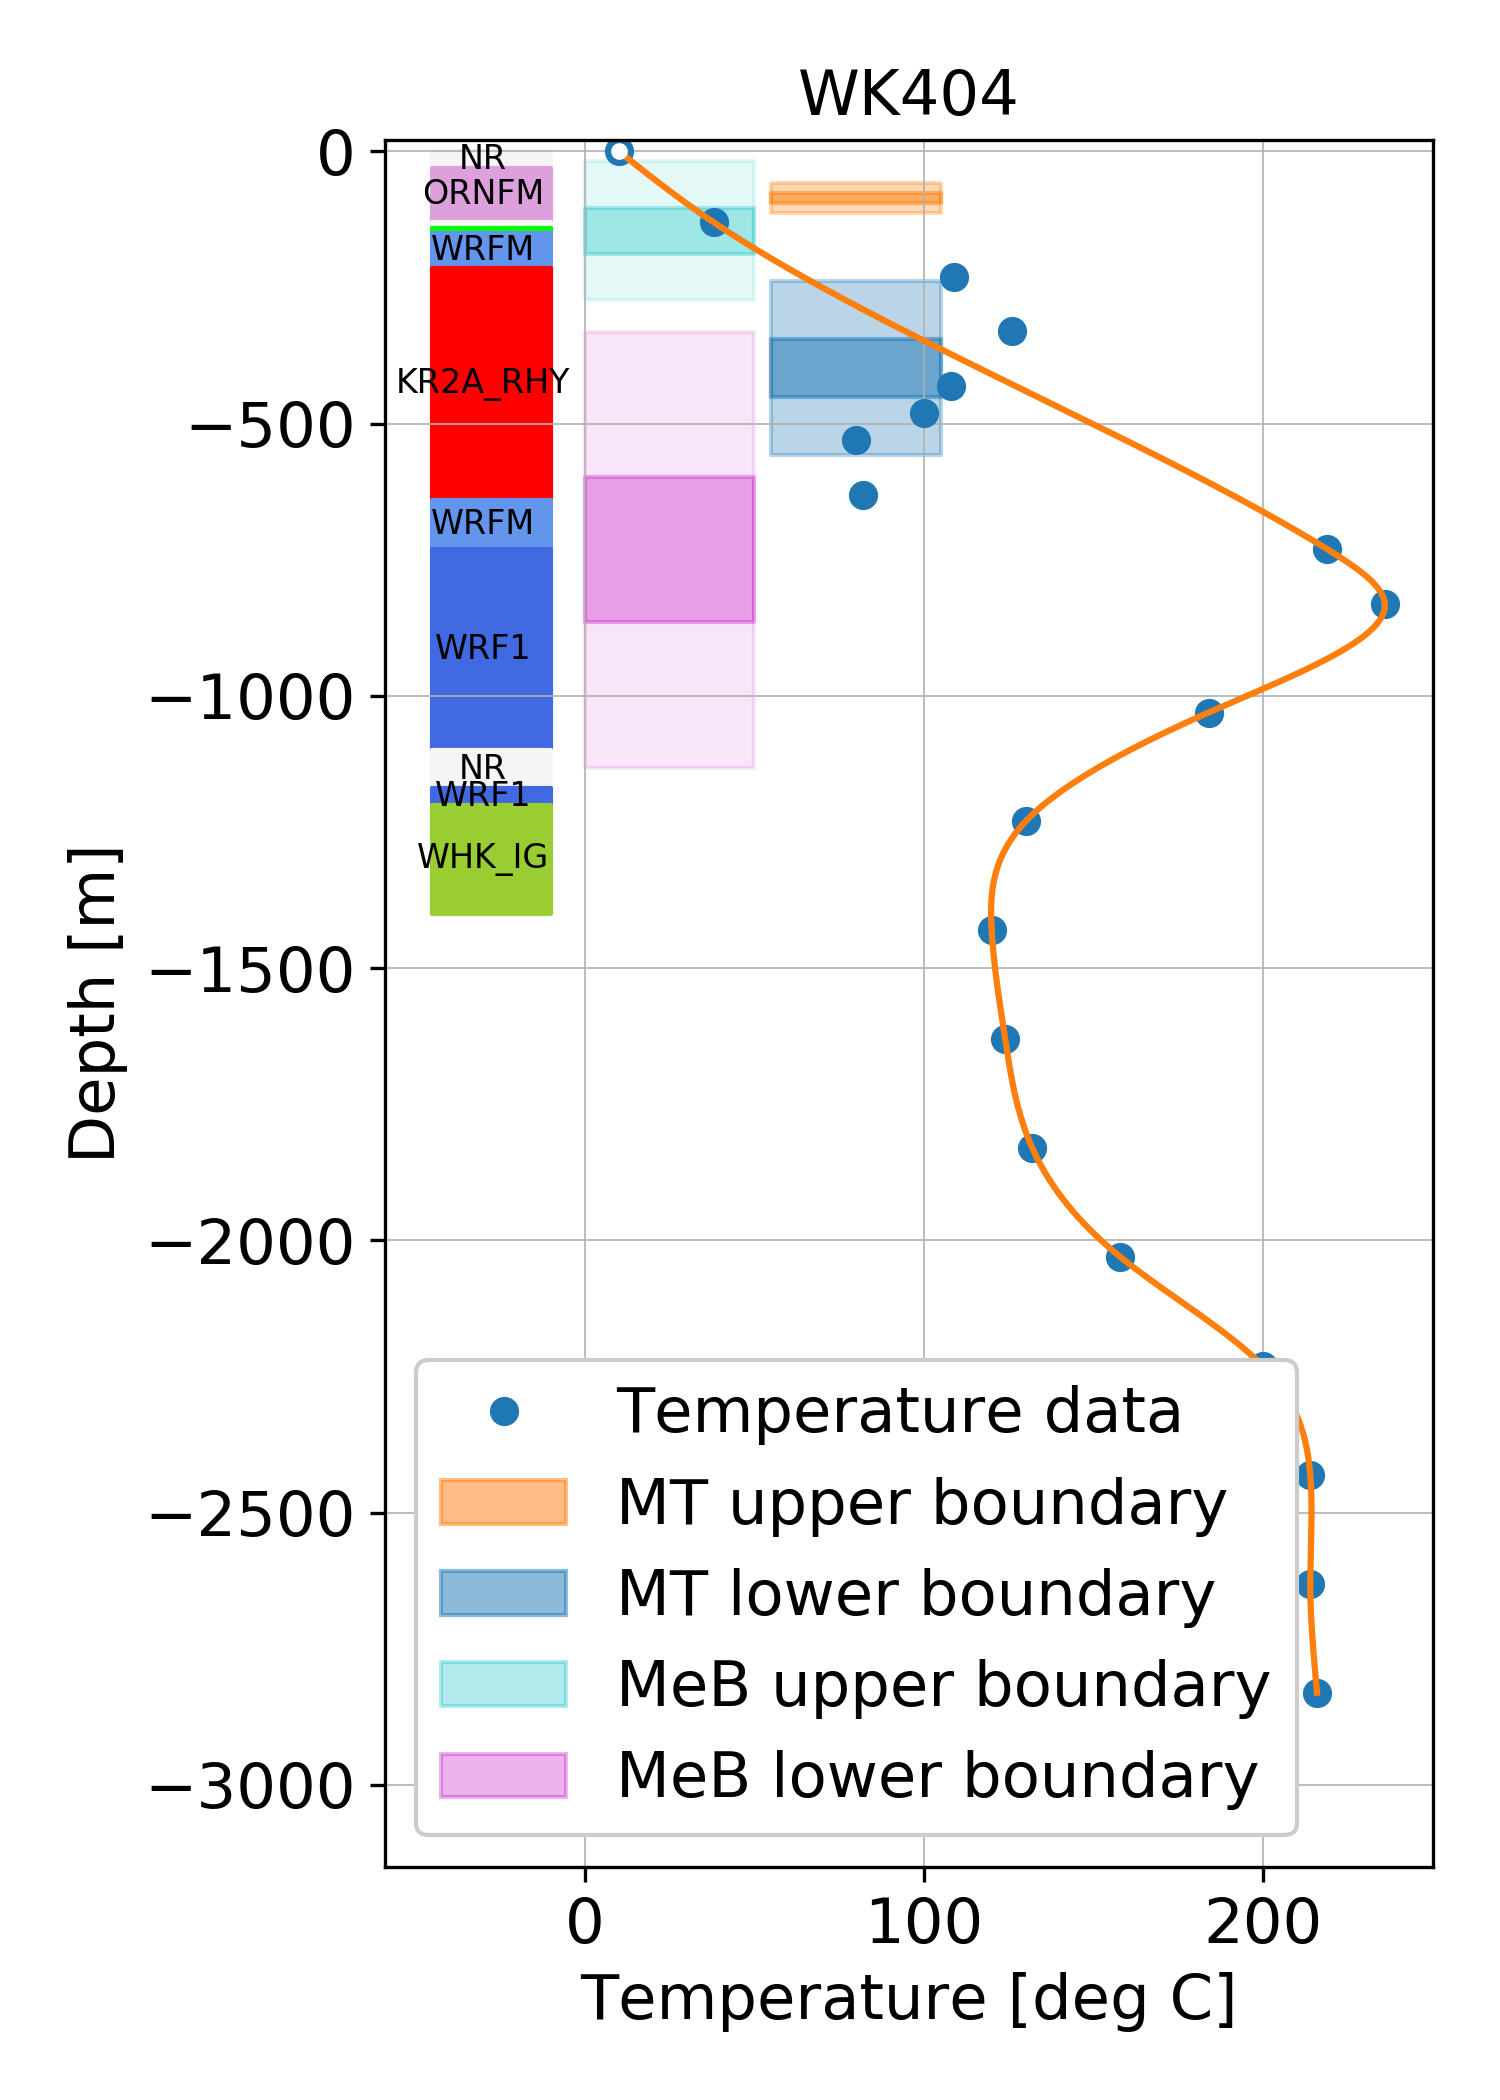 WK404
0
−500
−1000
−1500
−2000
−2500
−3000
Depth [m]
NR
ORNFM
WRFM
KR2A_RHY
WRFM
WRF1
NR
WRF1
WHK_IG
Temperature data
MT upper boundary
MT lower boundary
MeB upper boundary
MeB lower boundary
0 100 200
Temperature [deg C]